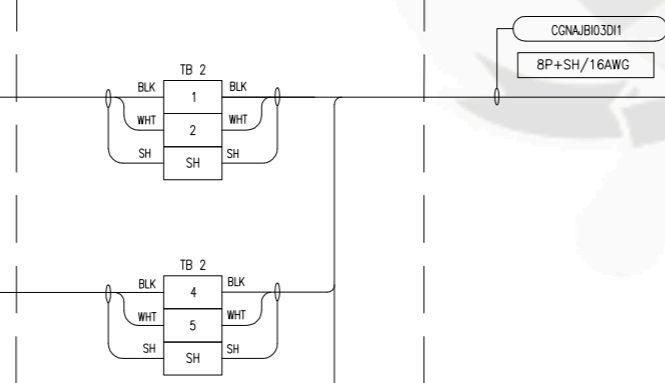 CGNAJBI03DI1
8P+SH/16AWG
TB 2
BLK 1 BLK
WHT 2 WHT
SH SH SH
TB 2
BLK 4 BLK
WHT 5 WHT
SH SH SH